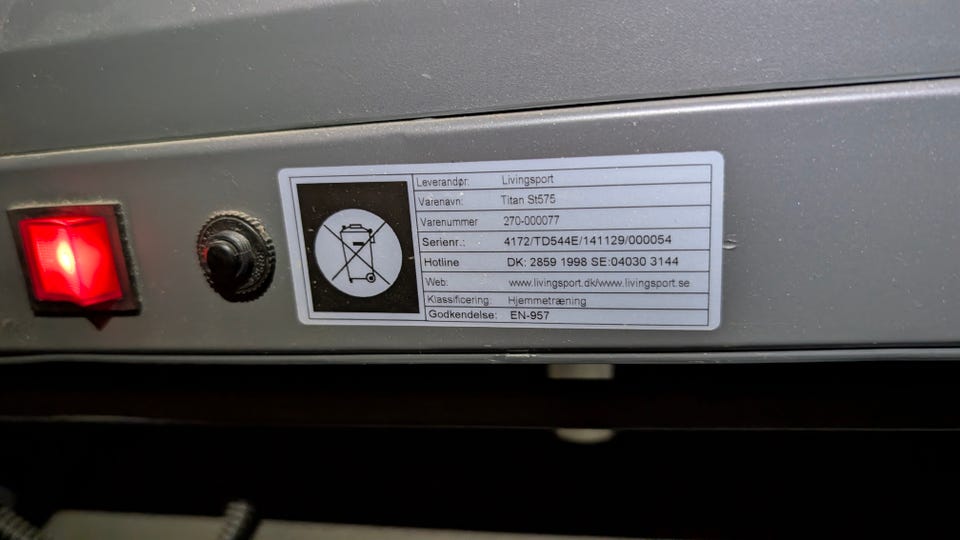 Leverandør: Livingsport
Varenavn: Titan St575
Varenummer 270-000077
Serienr.: 4172/TD544E/141129/000054
Hotline DK: 2859 1998 SE:04030 3144
Web: www.livingsport.dk/www.livingsport.se
Klassificering: Hjemmetræning
Godkendelse: EN-957